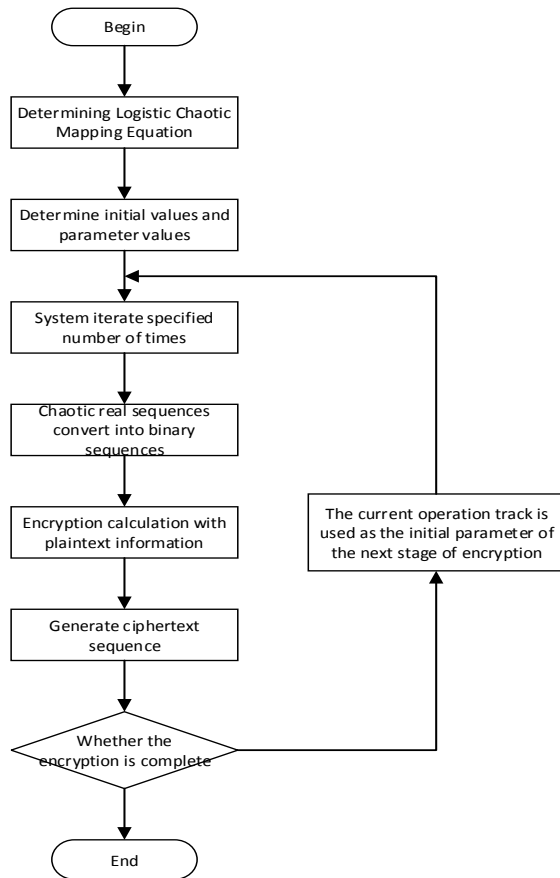 Begin
Determining Logistic Chaotic
Mapping Equation
Determine initial values and
parameter values
System iterate specified
number of times
Chaotic real sequences
convert into binary
sequences
Encryption calculation with
plaintext information
The current operation track is
used as the initial parameter of
the next stage of encryption
Generate ciphertext
sequence
Whether the
encryption is complete
End